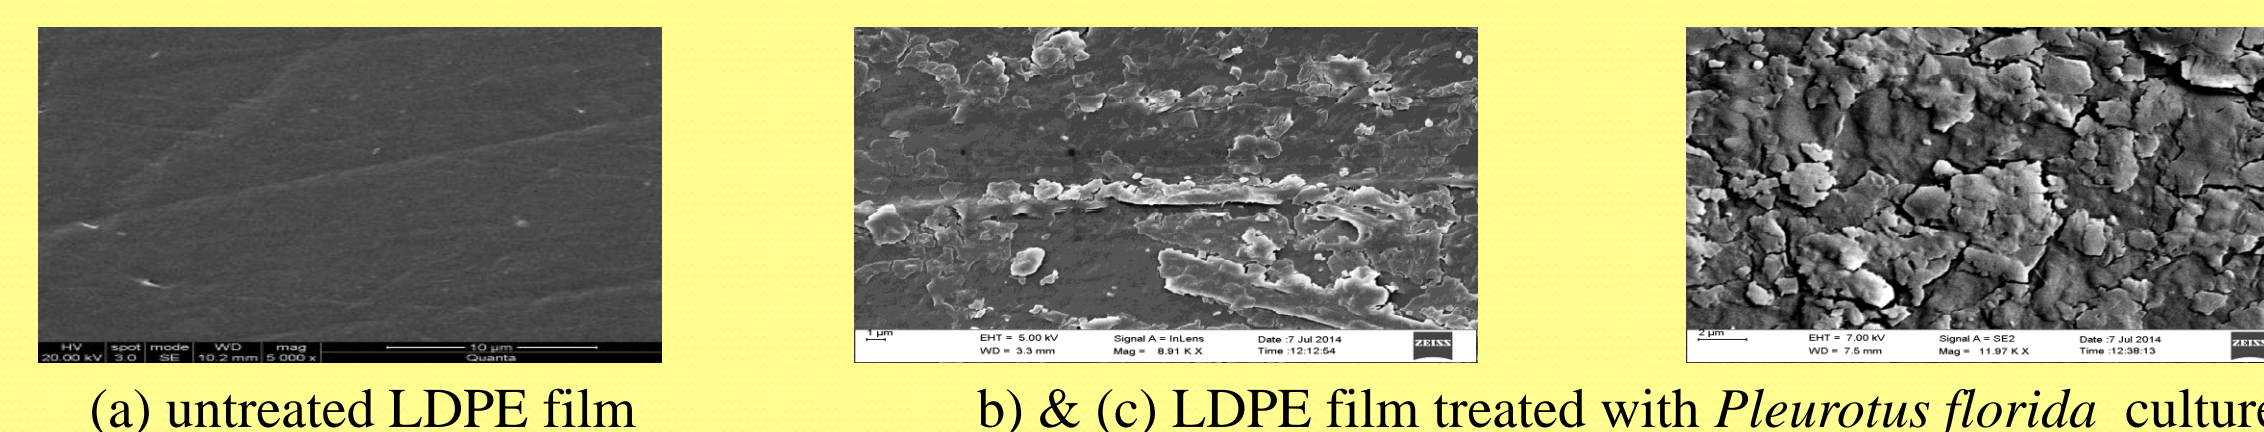 HV spot mode WD mag 10 µm
20.00 kV 3.0 SE 10.2 mm 5 000 x Quanta
1 µm EHT = 5.00 kV Signal A = InLens Date :7 Jul 2014 ZEISS
WD = 3.3 mm Mag = 8.91 K X Time :12:12:54
2 µm EHT = 7.00 kV Signal A = SE2 Date :7 Jul 2014 ZEISS
WD = 7.5 mm Mag = 11.97 K X Time :12:38:13
(a) untreated LDPE film
b) & (c) LDPE film treated with Pleurotus florida culture